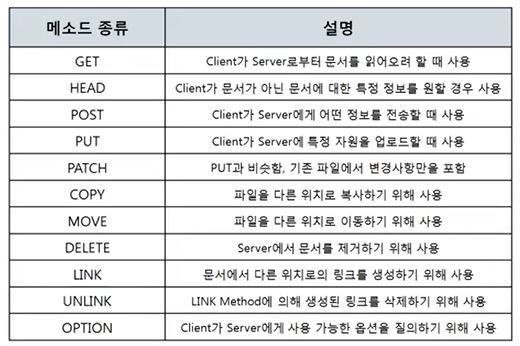 메소드 종류 설명
GET Client가 Server로부터 문서를 읽어오려 할 때 사용
HEAD Client가 문서가 아닌 문서에 대한 특정 정보를 원할 경우 사용
POST Client가 Server에게 어떤 정보를 전송할 때 사용
PUT Client가 Server에 특정 자원을 업로드할 때 사용
PATCH PUT과 비슷함, 기존 파일에서 변경사항만을 포함
COPY 파일을 다른 위치로 복사하기 위해 사용
MOVE 파일을 다른 위치로 이동하기 위해 사용
DELETE Server에서 문서를 제거하기 위해 사용
LINK 문서에서 다른 위치로의 링크를 생성하기 위해 사용
UNLINK LINK Method에 의해 생성된 링크를 삭제하기 위해 사용
OPTION Client가 Server에게 사용 가능한 옵션을 질의하기 위해 사용